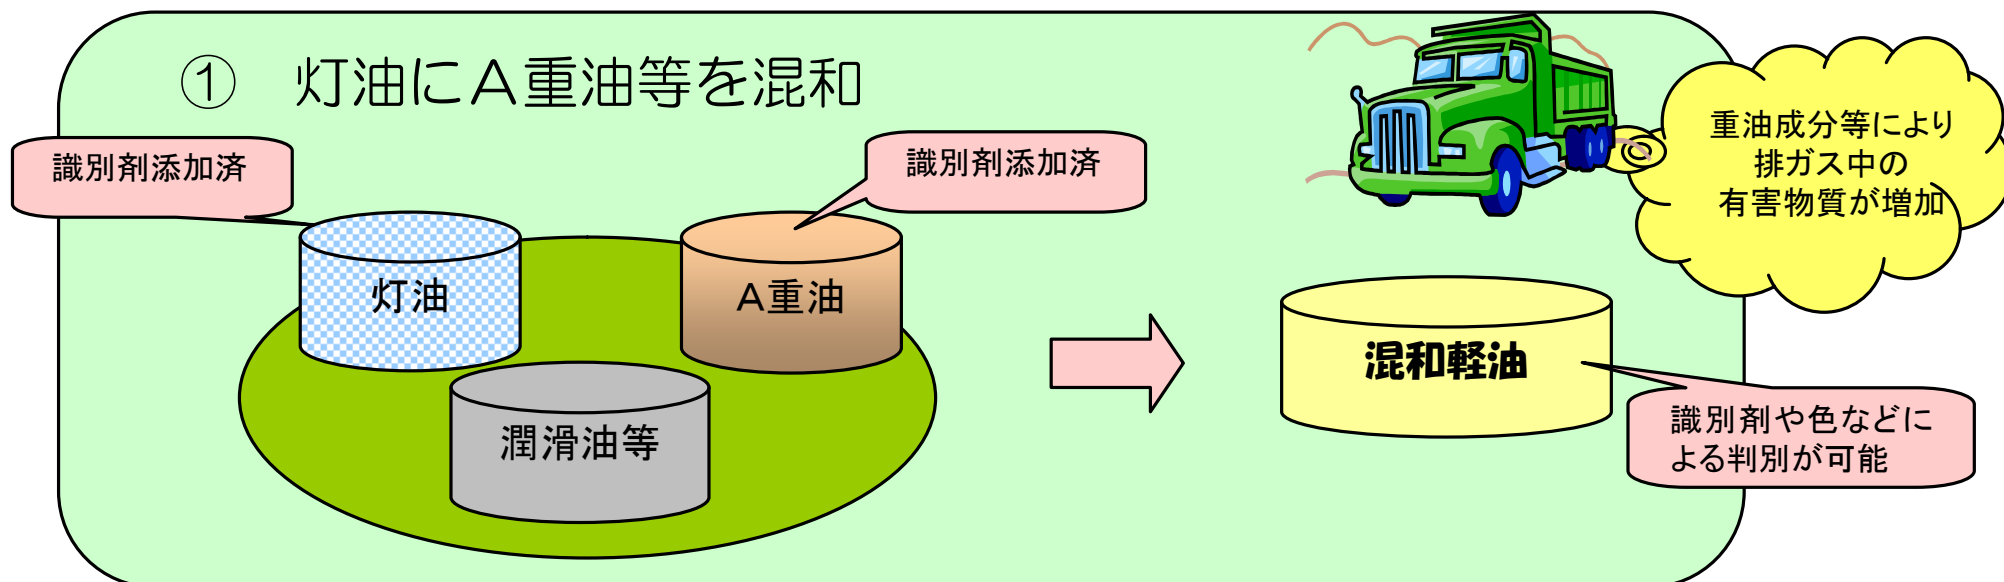 ① 灯油にA重油等を混和
識別剤添加済
識別剤添加済
重油成分等により
排ガス中の
有害物質が増加
灯油
A重油
潤滑油等
混和軽油
識別剤や色などに
よる判別が可能